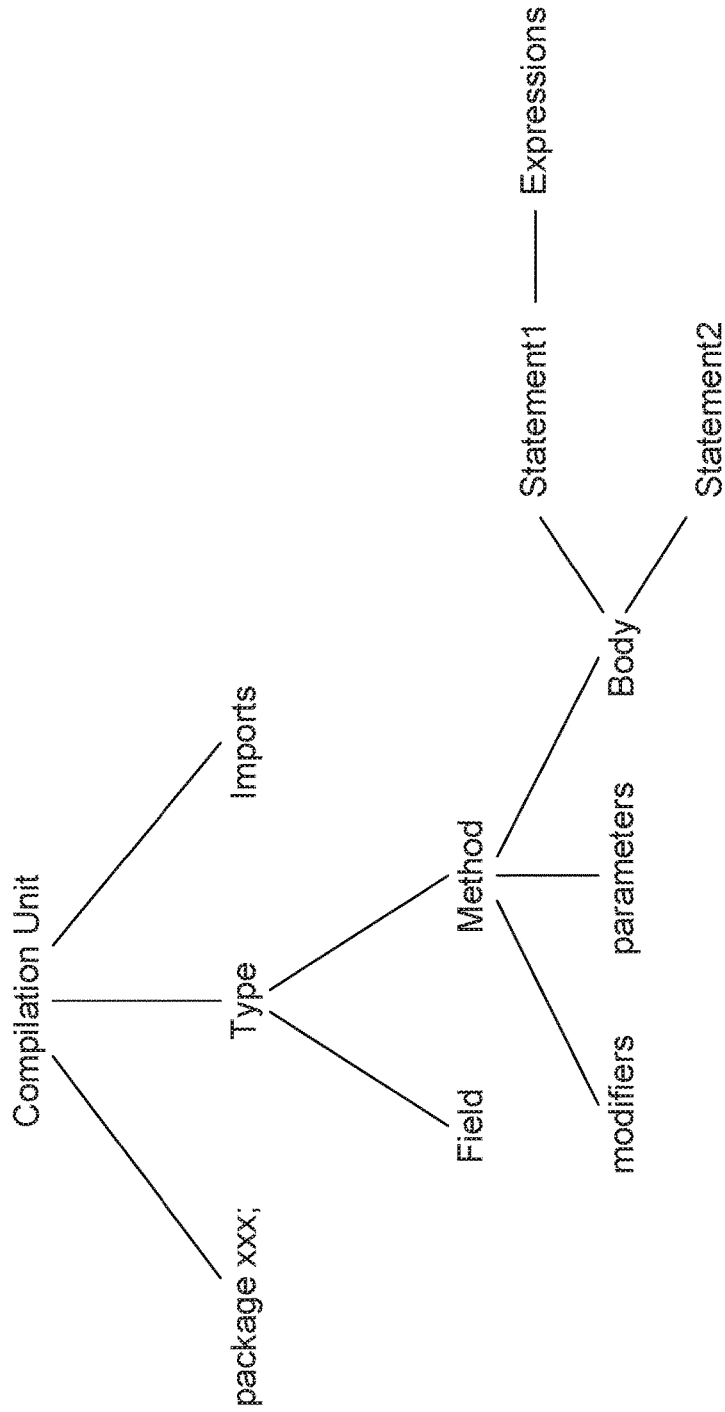 Compilation Unit
package xxx;
Type
Imports
Field
Method
modifiers
parameters
Body
Statement1
Expressions
Statement2